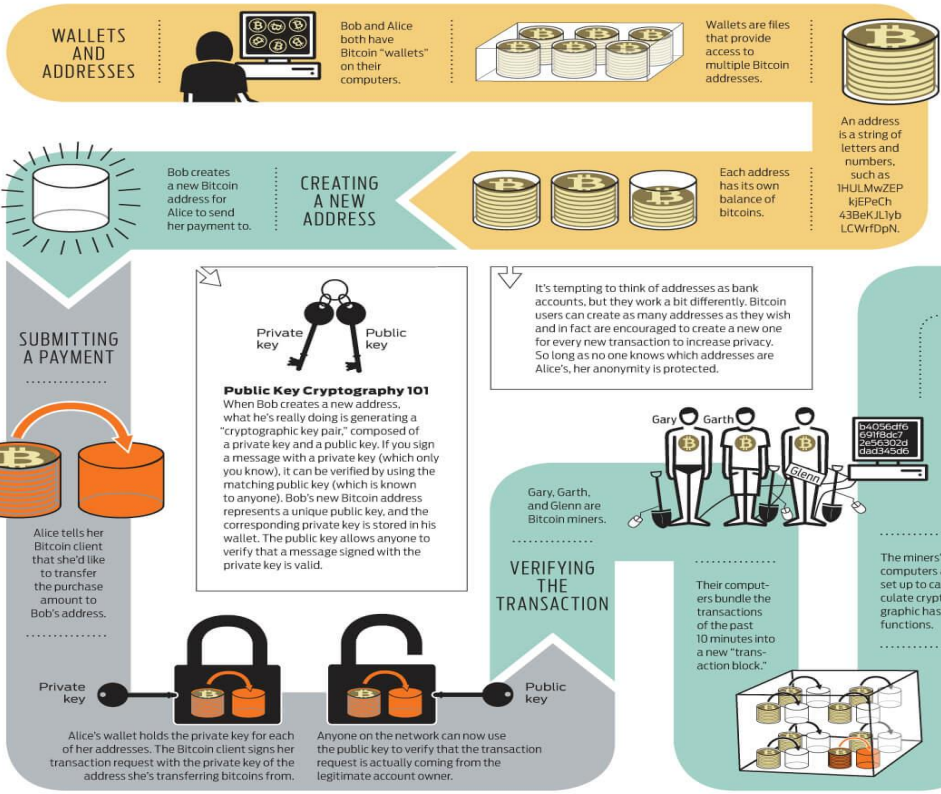 WALLETS
AND
ADDRESSES
Bob and Alice
both have
Bitcoin “wallets”
on their
computers.
Wallets are files
that provide
access to
multiple Bitcoin
addresses.
An address
is a string of
letters and
numbers,
such as
1HULMwZEP
kjEPeCh
43BeKJL1yb
LCWrfDpN.
Each address
has its own
balance of
bitcoins.
CREATING
A NEW
ADDRESS
Bob creates
a new Bitcoin
address for
Alice to send
her payment to.
SUBMITTING
A PAYMENT
Alice tells her
Bitcoin client
that she’d like
to transfer
the purchase
amount to
Bob’s address.
Private
key
Public
key
Public Key Cryptography 101
When Bob creates a new address,
what he’s really doing is generating a
“cryptographic key pair,” composed of
a private key and a public key. If you sign
a message with a private key (which only
you know), it can be verified by using the
matching public key (which is known
to anyone). Bob’s new Bitcoin address
represents a unique public key, and the
corresponding private key is stored in his
wallet. The public key allows anyone to
verify that a message signed with the
private key is valid.
It’s tempting to think of addresses as bank
accounts, but they work a bit differently. Bitcoin
users can create as many addresses as they wish
and in fact are encouraged to create a new one
for every new transaction to increase privacy.
So long as no one knows which addresses are
Alice’s, her anonymity is protected.
Private
key
Alice’s wallet holds the private key for each
of her addresses. The Bitcoin client signs her
transaction request with the private key of the
address she’s transferring bitcoins from.
Public
key
Anyone on the network can now use
the public key to verify that the transaction
request is actually coming from the
legitimate account owner.
VERIFYING
THE
TRANSACTION
Gary, Garth,
and Glenn are
Bitcoin miners.
Gary
Garth
Glenn
b4056df6
691f8dc7
2e56302d
dad345d6
Their comput-
ers bundle the
transactions
of the past
10 minutes into
a new “trans-
action block.”
The miners’
computers
set up to ca
culate crypt
graphic has
functions.